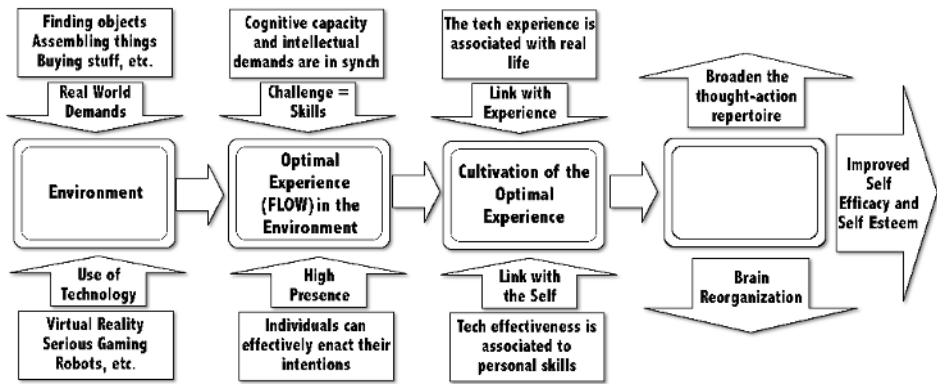 Finding objects
Assembling things
Buying stuff, etc.
Real World
Demands
Environment
Use of
Technology
Virtual Reality
Serious Gaming
Robots, etc.
Cognitive capacity
and intellectual
demands are in synch
Challenge =
Skills
Optimal
Experience
(FLOW) in the
Environment
High
Presence
Individuals can
effectively enact their
intentions
The tech experience is
associated with real
life
Link with
Experience
Cultivation of the
Optimal
Experience
Link with
the Self
Tech effectiveness is
associated to
personal skills
Broaden the
thought-action
repertoire
Brain
Reorganization
Improved
Self
Efficacy and
Self Esteem